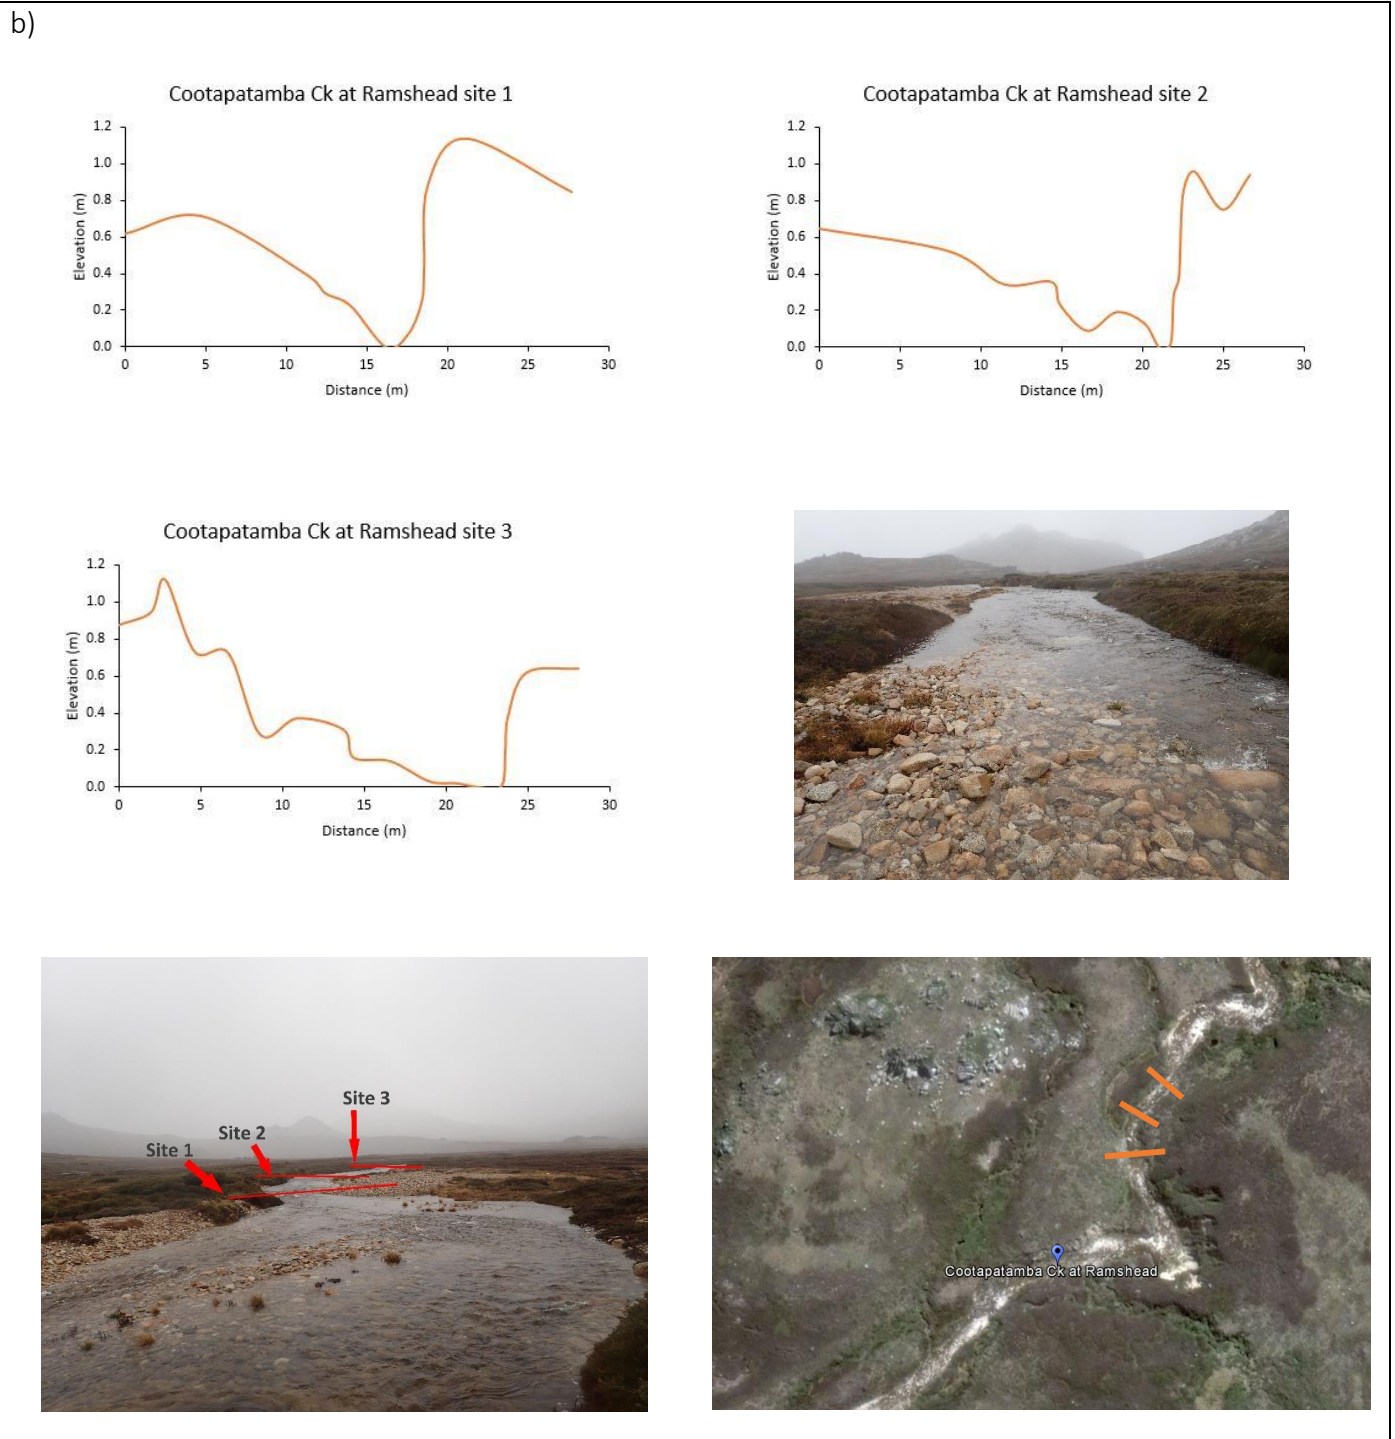 b)
Cootapatamba Ck at Ramshead site 1
Elevation (m)
1.2
1.0
0.8
0.6
0.4
0.2
0.0
0 5 10 15 20 25 30
Distance (m)
Cootapatamba Ck at Ramshead site 2
Elevation (m)
1.2
1.0
0.8
0.6
0.4
0.2
0.0
0 5 10 15 20 25 30
Distance (m)
Cootapatamba Ck at Ramshead site 3
Elevation (m)
1.2
1.0
0.8
0.6
0.4
0.2
0.0
0 5 10 15 20 25 30
Distance (m)
Site 3
Site 2
Site 1
Cootapatamba Ck at Ramshead